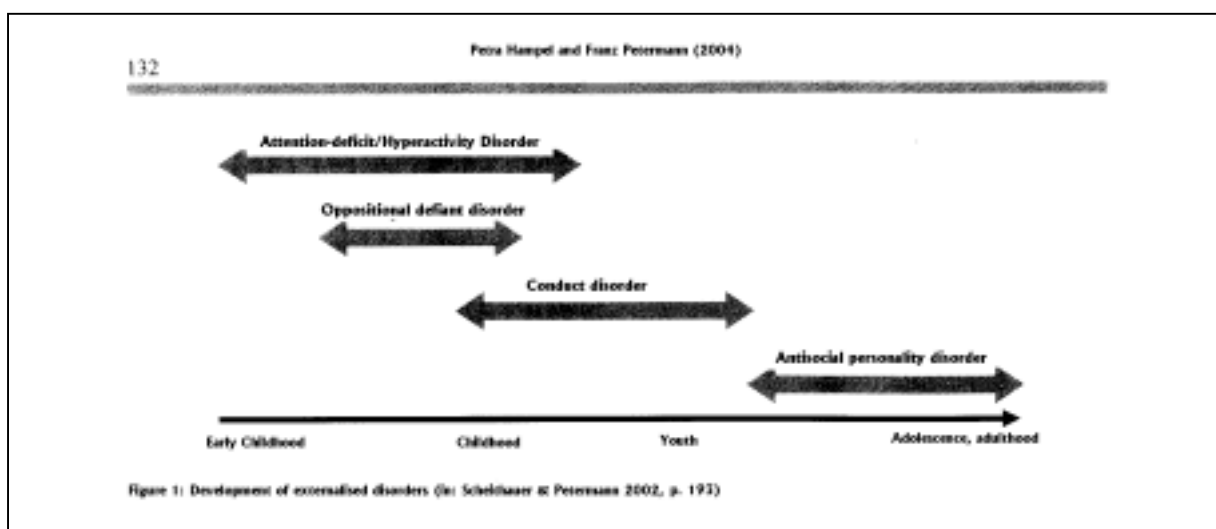 Petra Hampel and Franz Petermann (2004)
132
Attention-deficit/Hyperactivity Disorder
Oppositional defiant disorder
Conduct disorder
Antisocial personality disorder
Early Childhood
Childhood
Youth
Adolescence, adulthood
Figure 1: Development of externalised disorders (in: Scheithauer & Petermann 2002, p. 193)